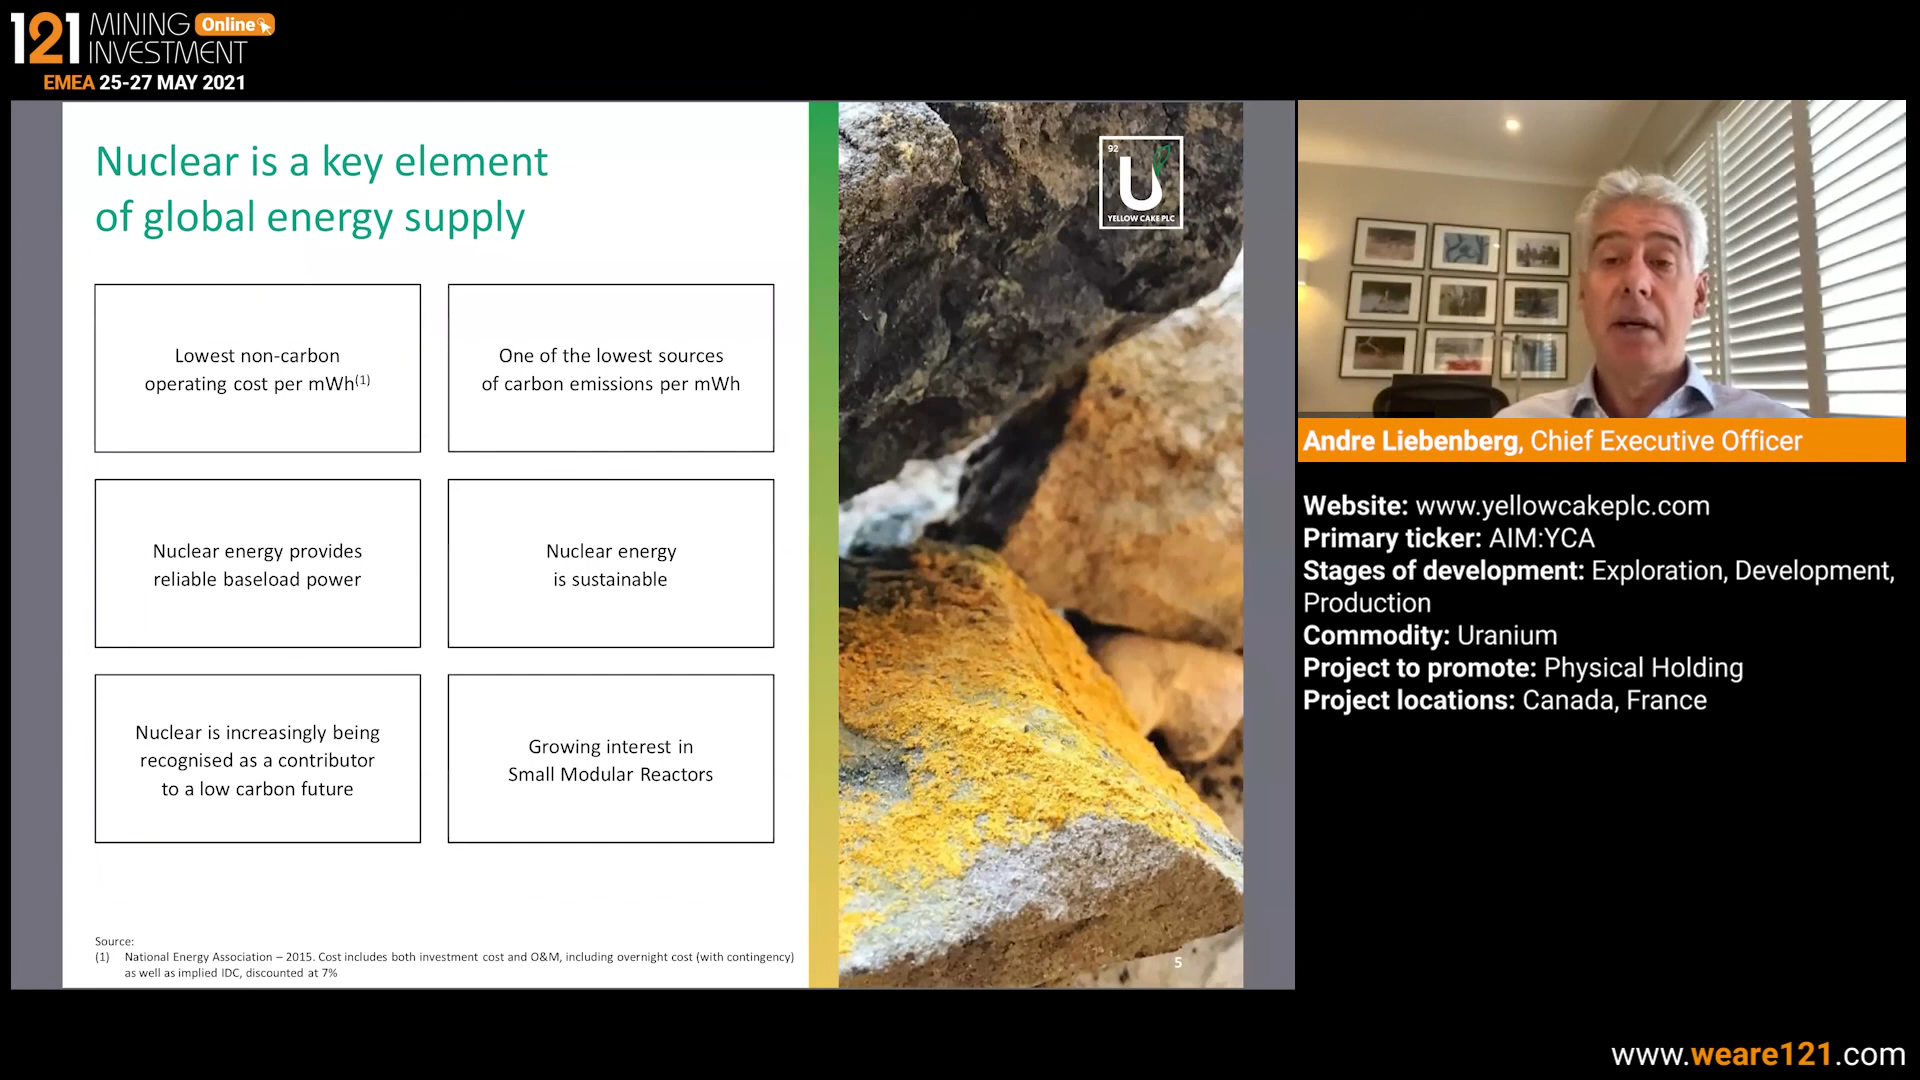 121 MINING Online
INVESTMENT
EMEA 25-27 MAY 2021
Nuclear is a key element
of global energy supply
Lowest non-carbon
operating cost per mWh(1)
One of the lowest sources
of carbon emissions per mWh
Nuclear energy provides
reliable baseload power
Nuclear energy
is sustainable
Nuclear is increasingly being
recognised as a contributor
to a low carbon future
Growing interest in
Small Modular Reactors
Source:
(1) National Energy Association – 2015. Cost includes both investment cost and O&M, including overnight cost (with contingency)
as well as implied IDC, discounted at 7%
92
U
YELLOW CAKE PLC
5
Andre Liebenberg, Chief Executive Officer
Website: www.yellowcakeplc.com
Primary ticker: AIM:YCA
Stages of development: Exploration, Development,
Production
Commodity: Uranium
Project to promote: Physical Holding
Project locations: Canada, France
www.weare121.com